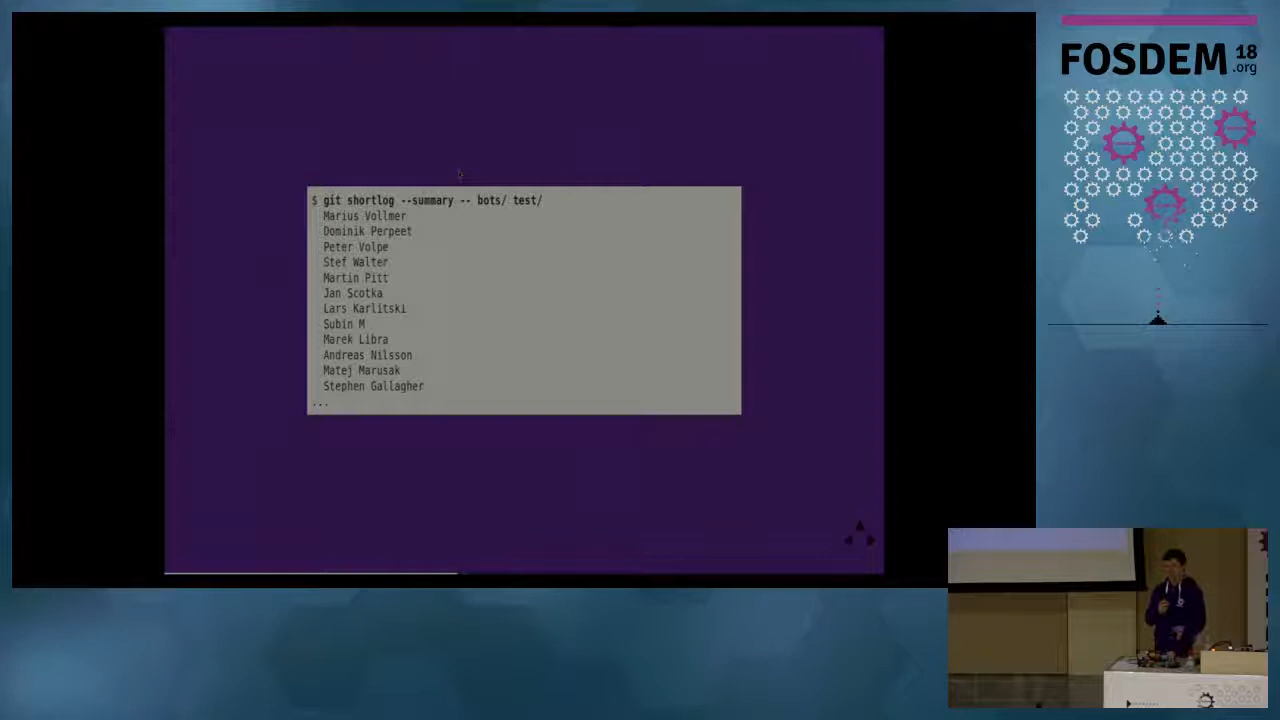 $ git shortlog --summary -- bots/ test/
Marius Vollmer
Dominik Perpeet
Peter Volpe
Stef Walter
Martin Pitt
Jan Scotka
Lars Karlitski
Subin M
Marek Libra
Andreas Nilsson
Matej Marusak
Stephen Gallagher
...
FOSDEM 18
.org